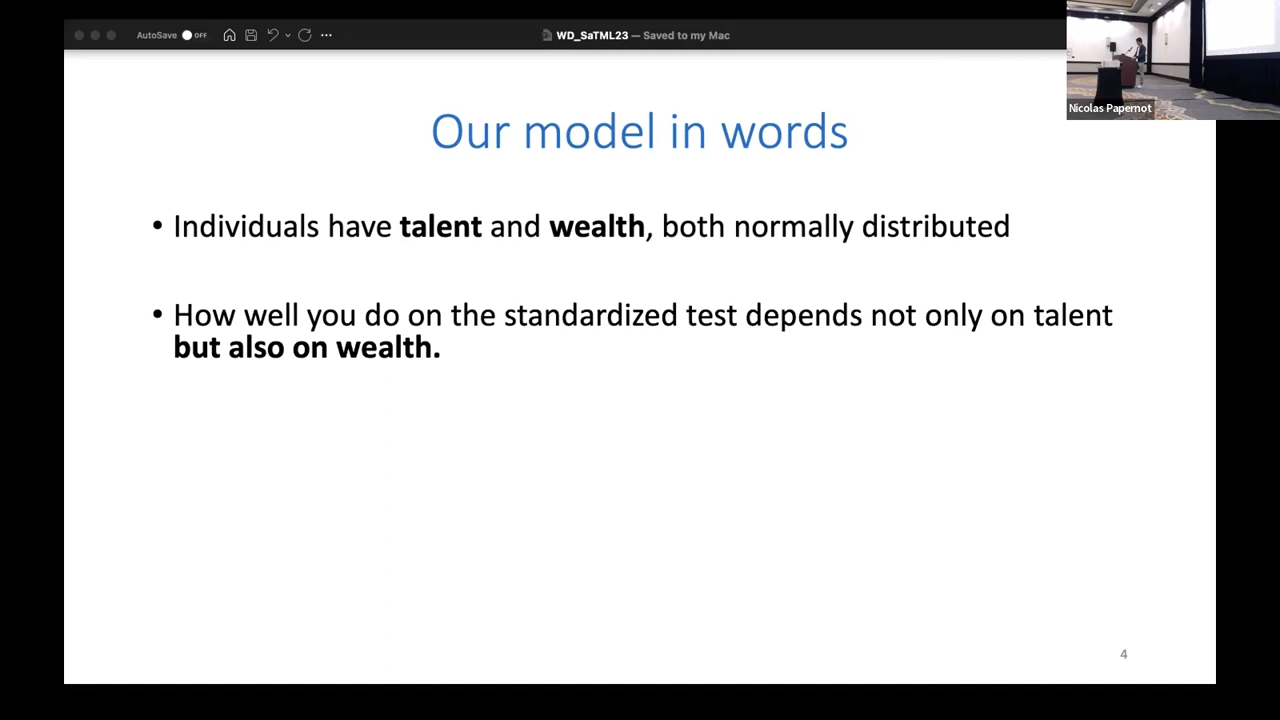 AutoSave OFF
WD_SaTML23 — Saved to my Mac
Nicolas Papernot
Our model in words
• Individuals have talent and wealth, both normally distributed
• How well you do on the standardized test depends not only on talent
but also on wealth.
4